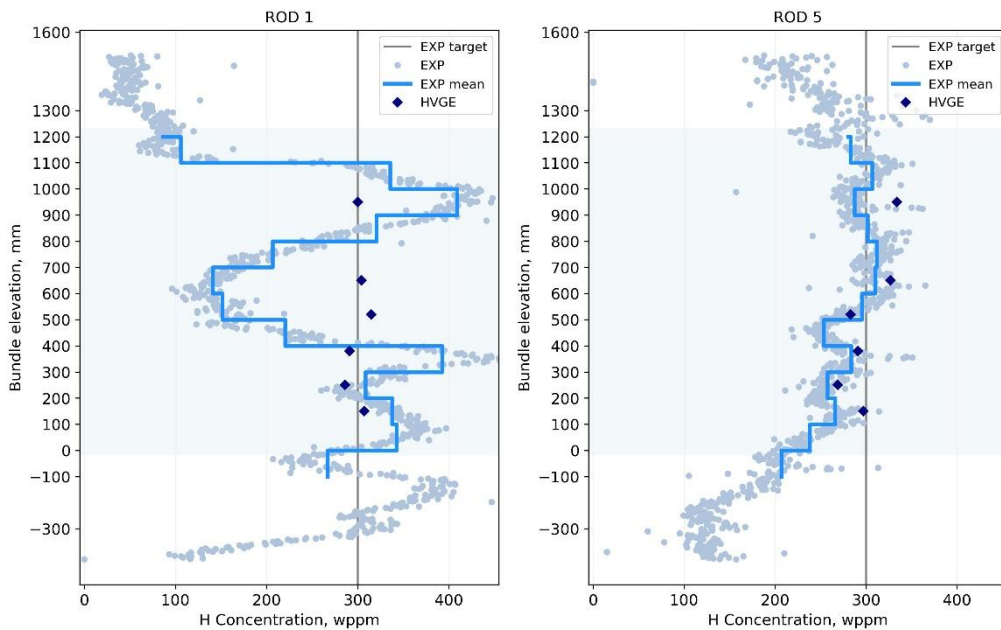 ROD 1
1600
1300
1200
1100
1000
900
800
700
600
500
400
300
200
100
0
−100
−300
Bundle elevation, mm
EXP target
EXP
EXP mean
HVGE
0 100 200 300 400
H Concentration, wppm
ROD 5
1600
1300
1200
1100
1000
900
800
700
600
500
400
300
200
100
0
−100
−300
Bundle elevation, mm
EXP target
EXP
EXP mean
HVGE
0 100 200 300 400
H Concentration, wppm